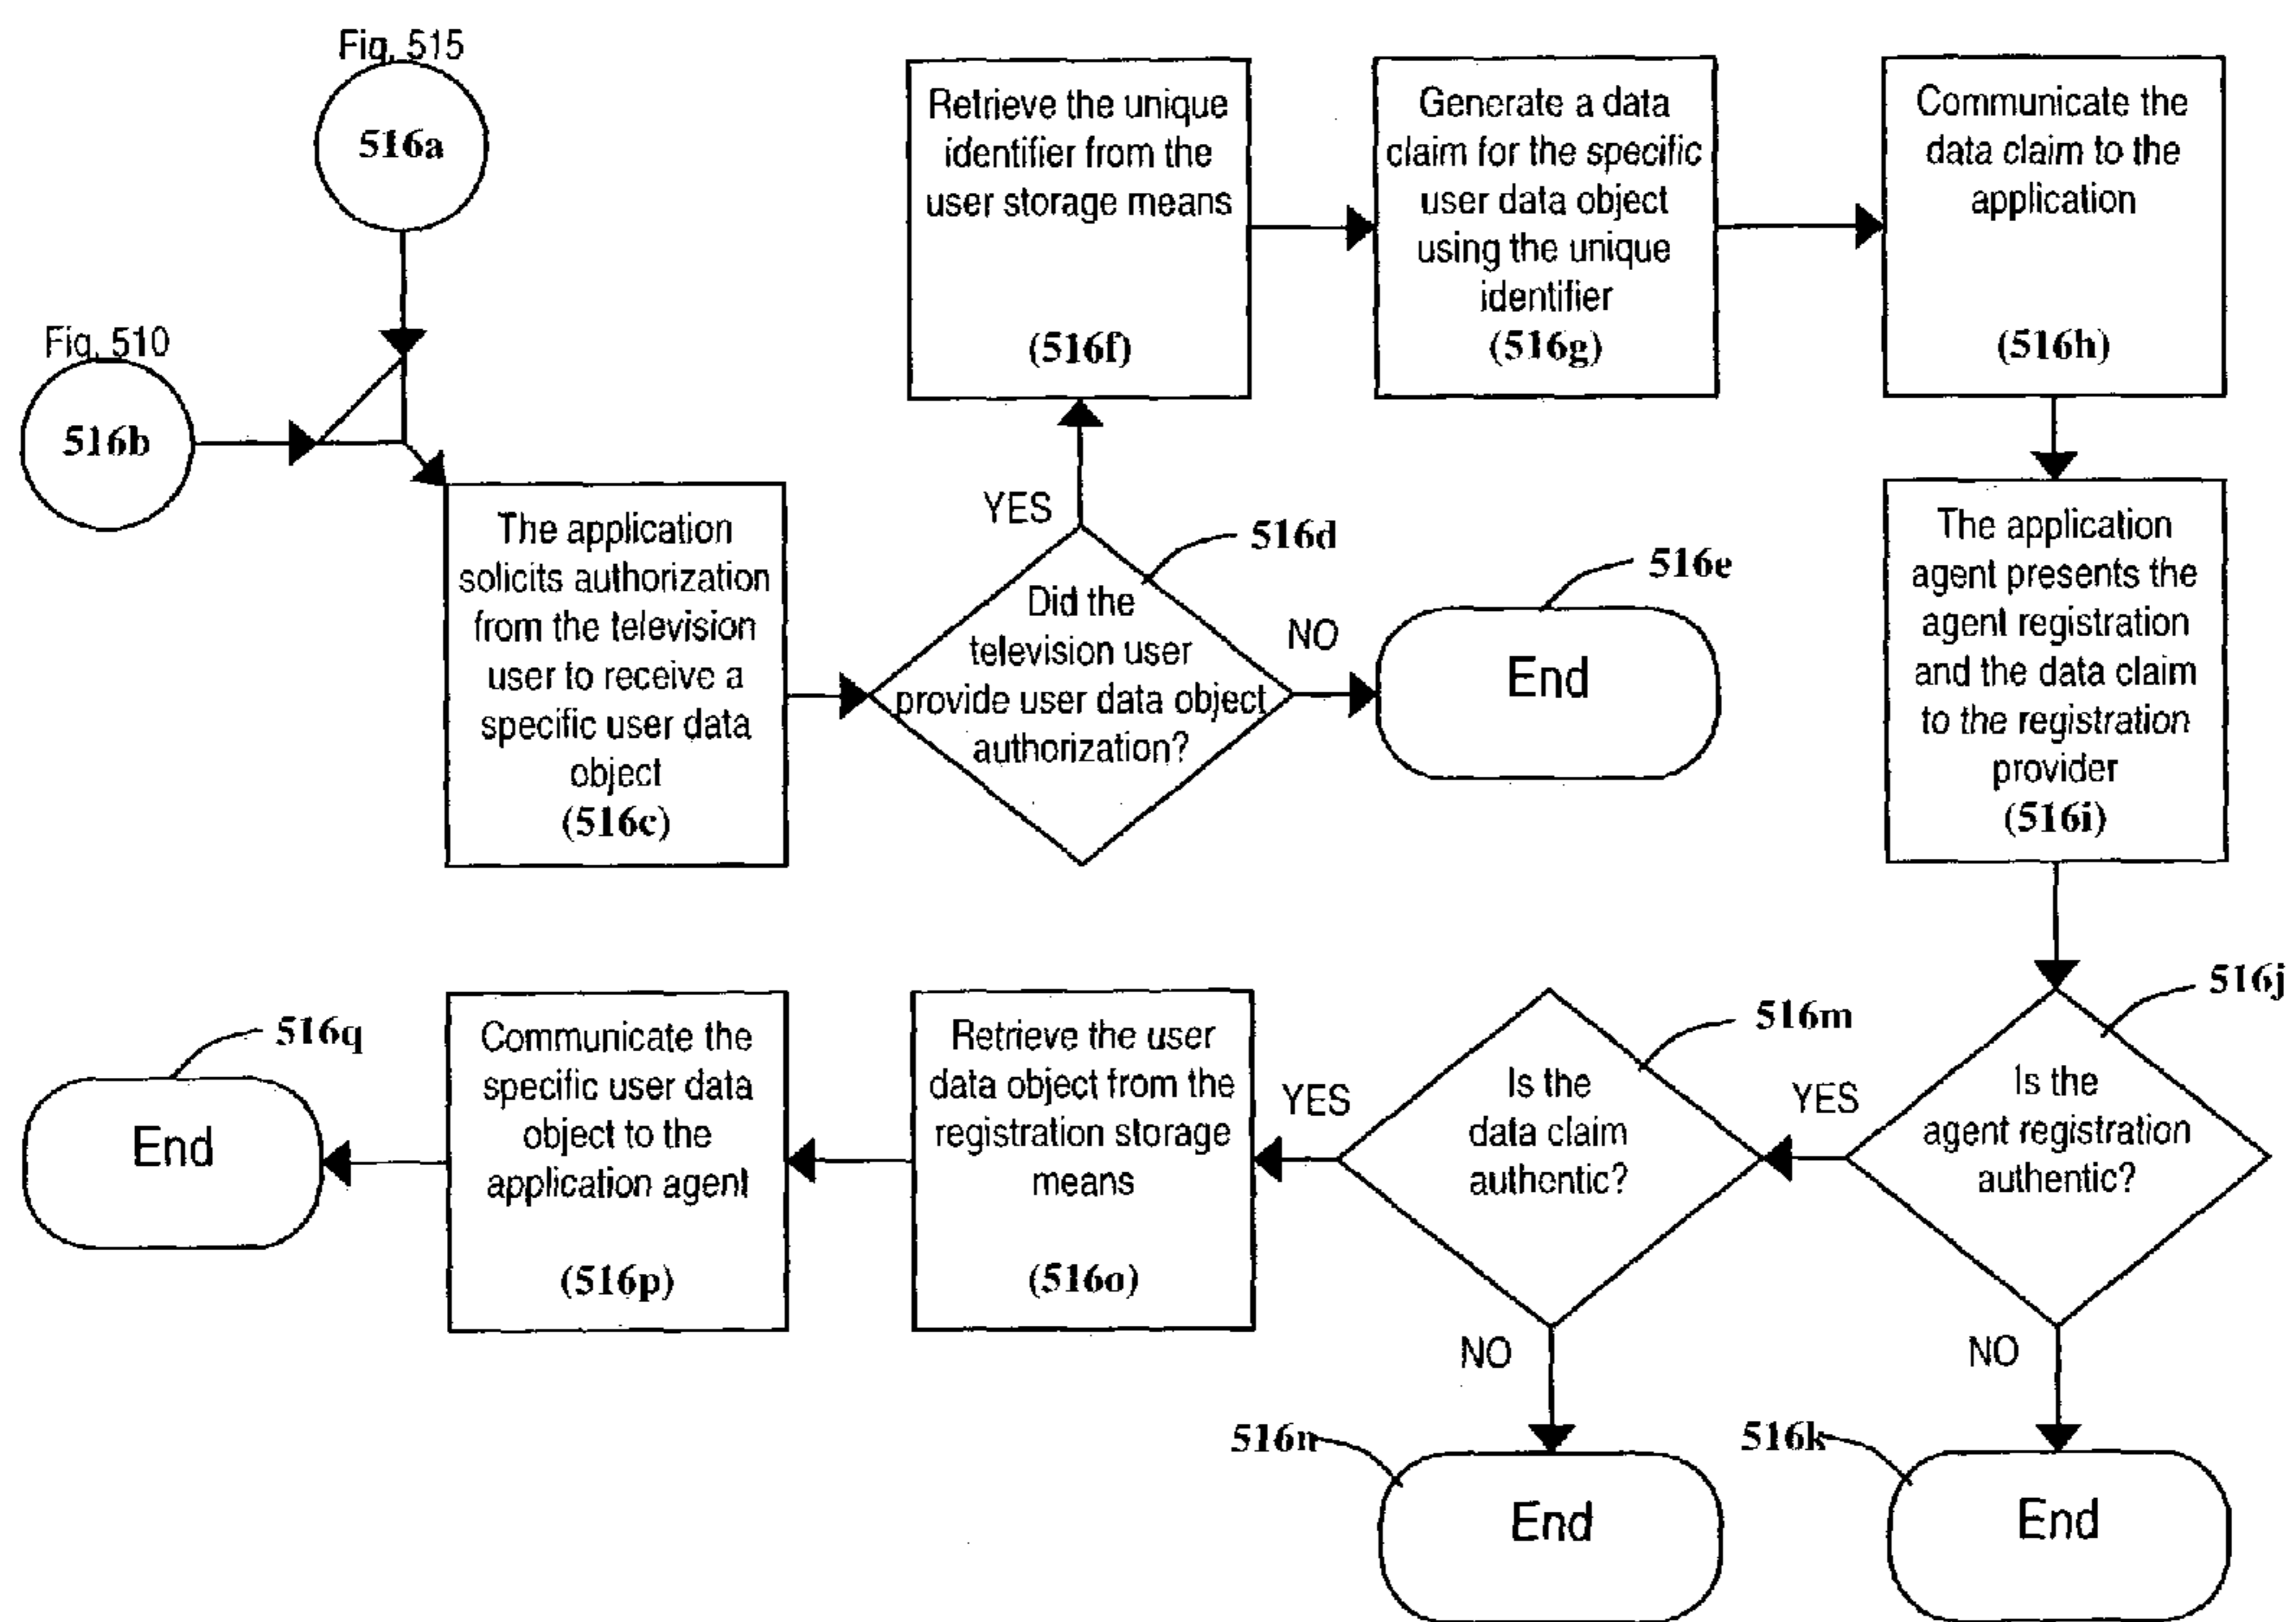 Fig. 515
516a
Fig. 510
516b
The application
solicits authorization
from the television
user to receive a
specific user data
object
(516c)
YES
516d
Did the
television user
provide user data object
authorization?
NO
516e
End
Retrieve the unique
identifier from the
user storage means
(516f)
Generate a data
claim for the specific
user data object
using the unique
identifier
(516g)
Communicate the
data claim to the
application
(516h)
The application
agent presents the
agent registration
and the data claim
to the registration
provider
(516i)
516j
Is the
agent registration
authentic?
YES
NO
516k
End
516m
Is the
data claim
authentic?
YES
NO
516n
End
Retrieve the user
data object from the
registration storage
means
(516o)
Communicate the
specific user data
object to the
application agent
(516p)
516q
End